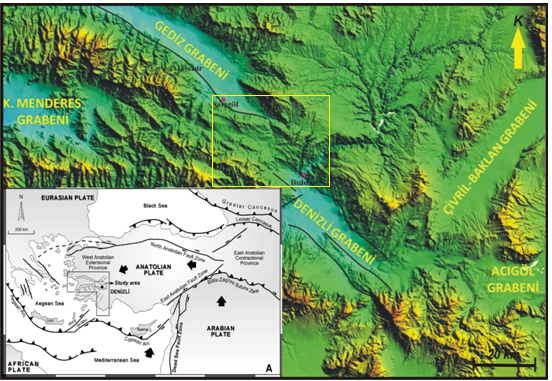 K
GEDİZ GRABENİ
K. MENDERES
GRABENİ
ÇİVRİL-BAKLAN GRABENİ
DENİZLİ GRABENİ
ACIGÖL
GRABENİ
20 km
EURASIAN PLATE
N
200 km
Black Sea
Greater Caucasus
Lesser Caucasus
North Anatolian Fault Zone
West Anatolian
Extensional
Province
ANATOLIAN
PLATE
East Anatolian
Contractional
Province
Study area
DENİZLİ
Aegean Sea
East Anatolian Fault Zone
Bitlis-Zagros Suture Zone
ARABIAN
PLATE
Cyprian Arc
Dead Sea Fault Zone
Mediterranean Sea
AFRICAN
PLATE
A